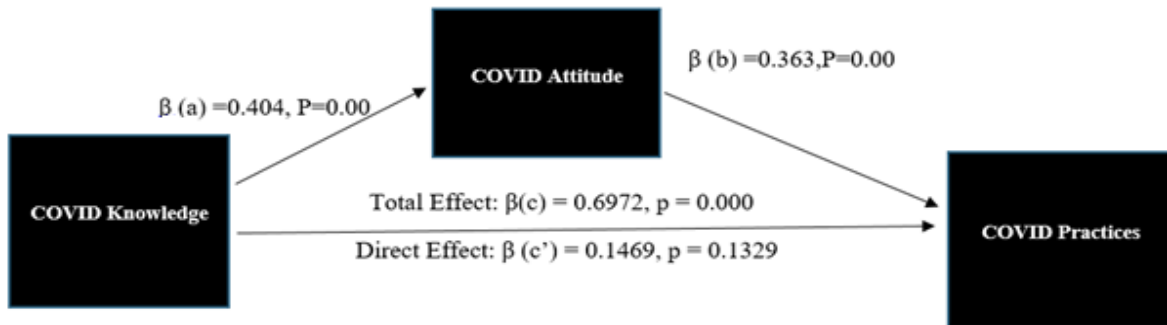 COVID Attitude
β (b) =0.363,P=0.00
β (a) =0.404, P=0.00
COVID Knowledge
Total Effect: β(c) = 0.6972, p = 0.000
Direct Effect: β (c’) = 0.1469, p = 0.1329
COVID Practices